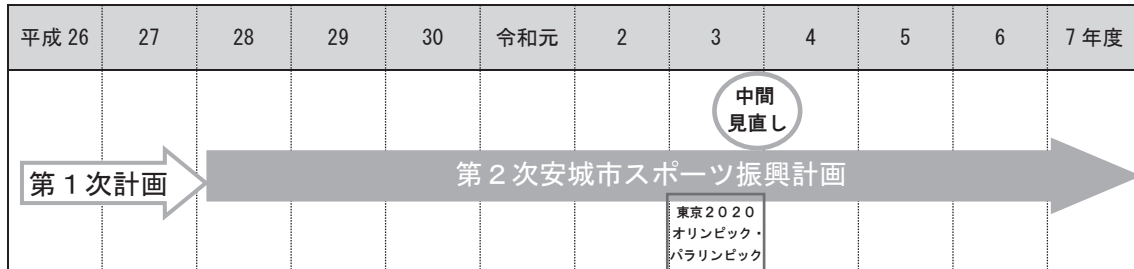 平成26 27 28 29 30 令和元 2 3 4 5 6 7年度
中間
見直し
第1次計画
第2次安城市スポーツ振興計画
東京2020
オリンピック・
パラリンピック